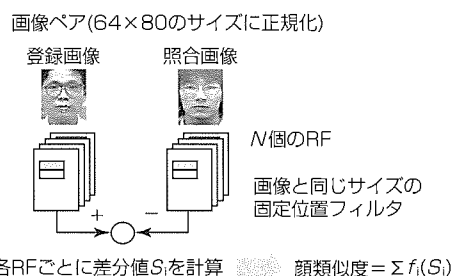 画像ペア(64×80のサイズに正規化)
登録画像 照合画像
N個のRF
画像と同じサイズの
固定位置フィルタ
+ −
各RFごとに差分値Siを計算 顔類似度=Σfi(Si)